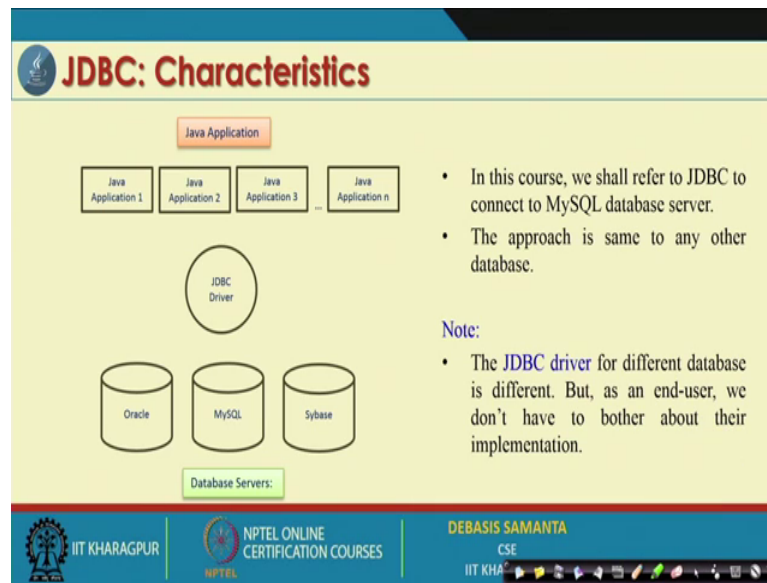 JDBC: Characteristics
Java Application
Java
Application 1
Java
Application 2
Java
Application 3
...
Java
Application n
JDBC
Driver
Oracle
MySQL
Sybase
Database Servers:
• In this course, we shall refer to JDBC to
connect to MySQL database server.
• The approach is same to any other
database.
Note:
• The JDBC driver for different database
is different. But, as an end-user, we
don't have to bother about their
implementation.
IIT KHARAGPUR
NPTEL
NPTEL ONLINE
CERTIFICATION COURSES
DEBASIS SAMANTA
CSE
IIT KHA